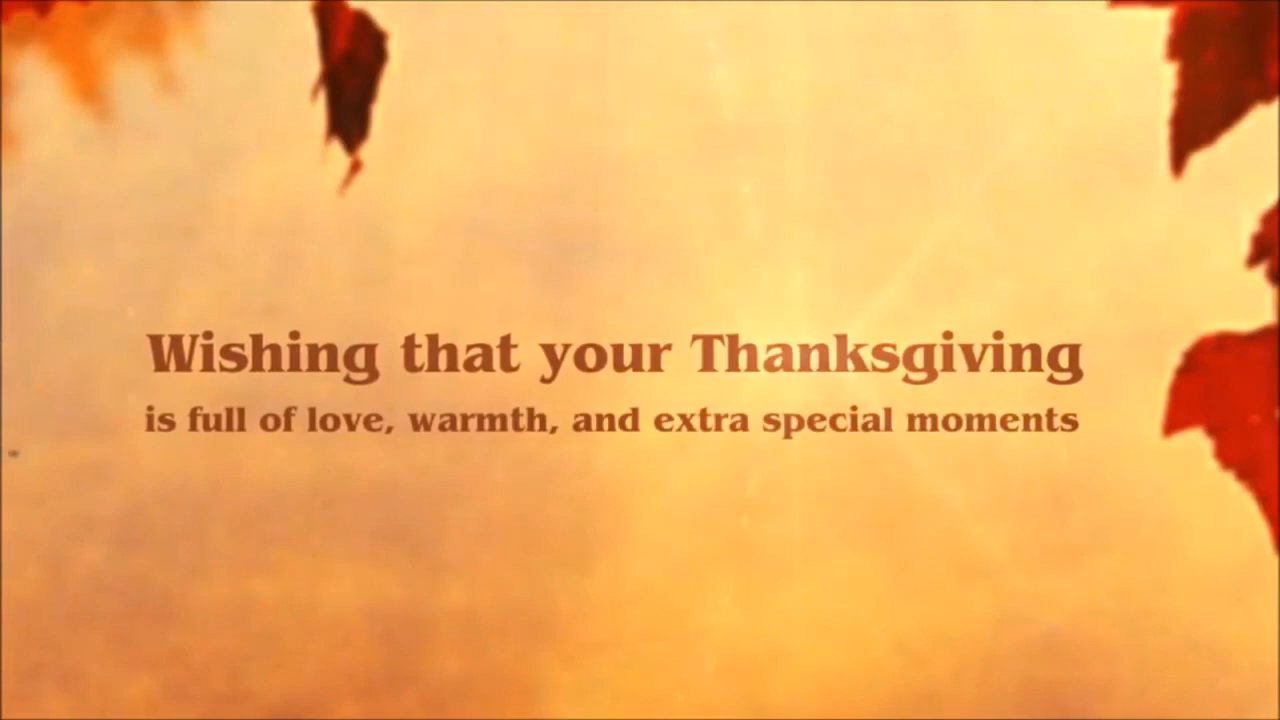 Wishing that your Thanksgiving
is full of love, warmth, and extra special moments